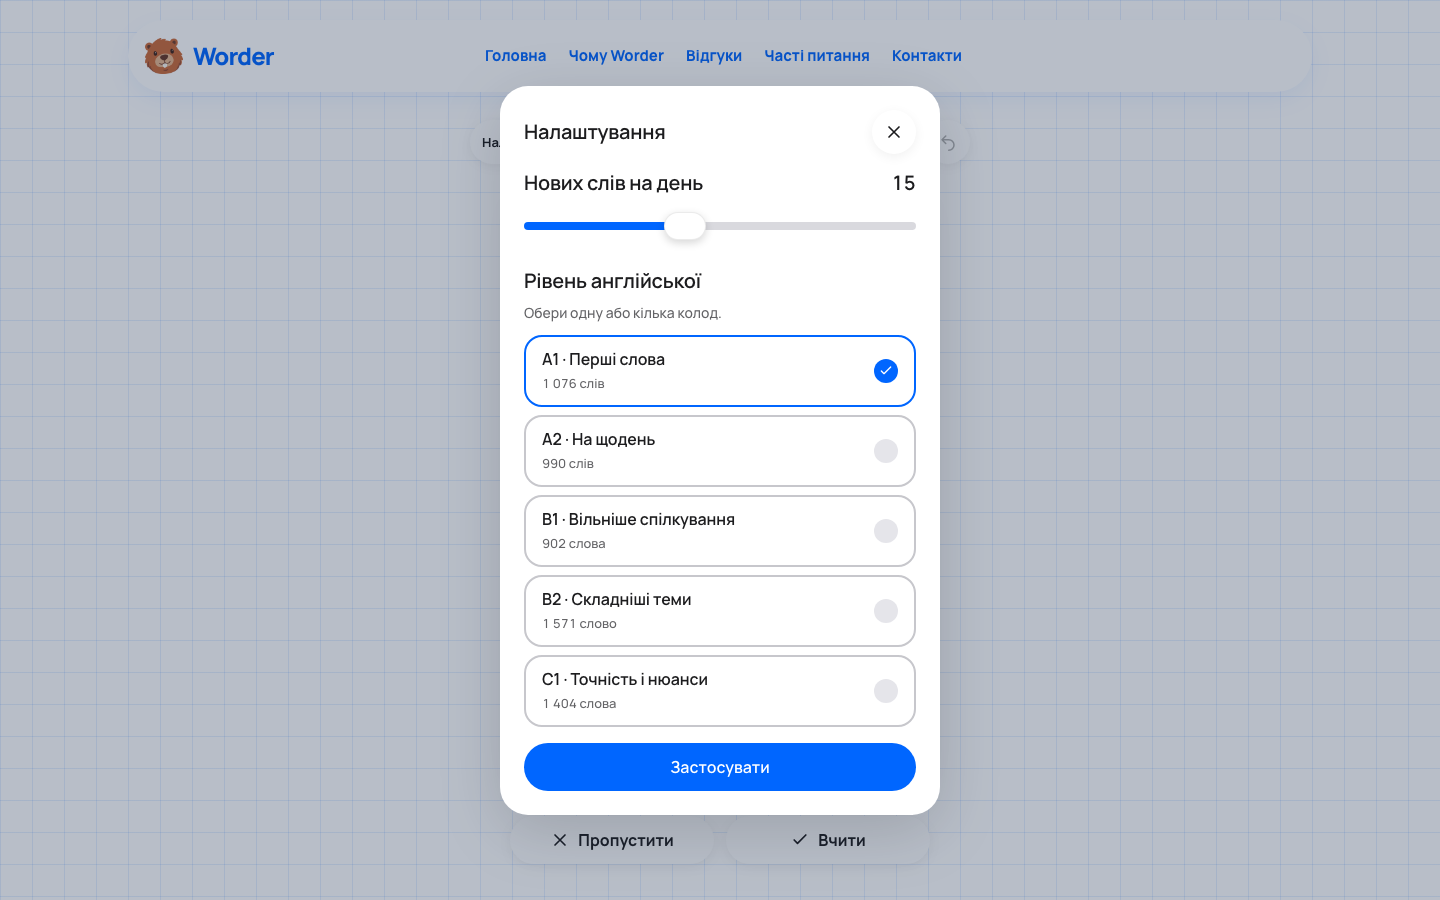 Worder
Головна
Чому Worder
Відгуки
Часті питання
Контакти
Налаштування
Нових слів на день
15
Рівень англійської
Обери одну або кілька колод.
A1 · Перші слова
1 076 слів
A2 · На щодень
990 слів
B1 · Вільніше спілкування
902 слова
B2 · Складніші теми
1 571 слово
C1 · Точність і нюанси
1 404 слова
Застосувати
Пропустити
Вчити